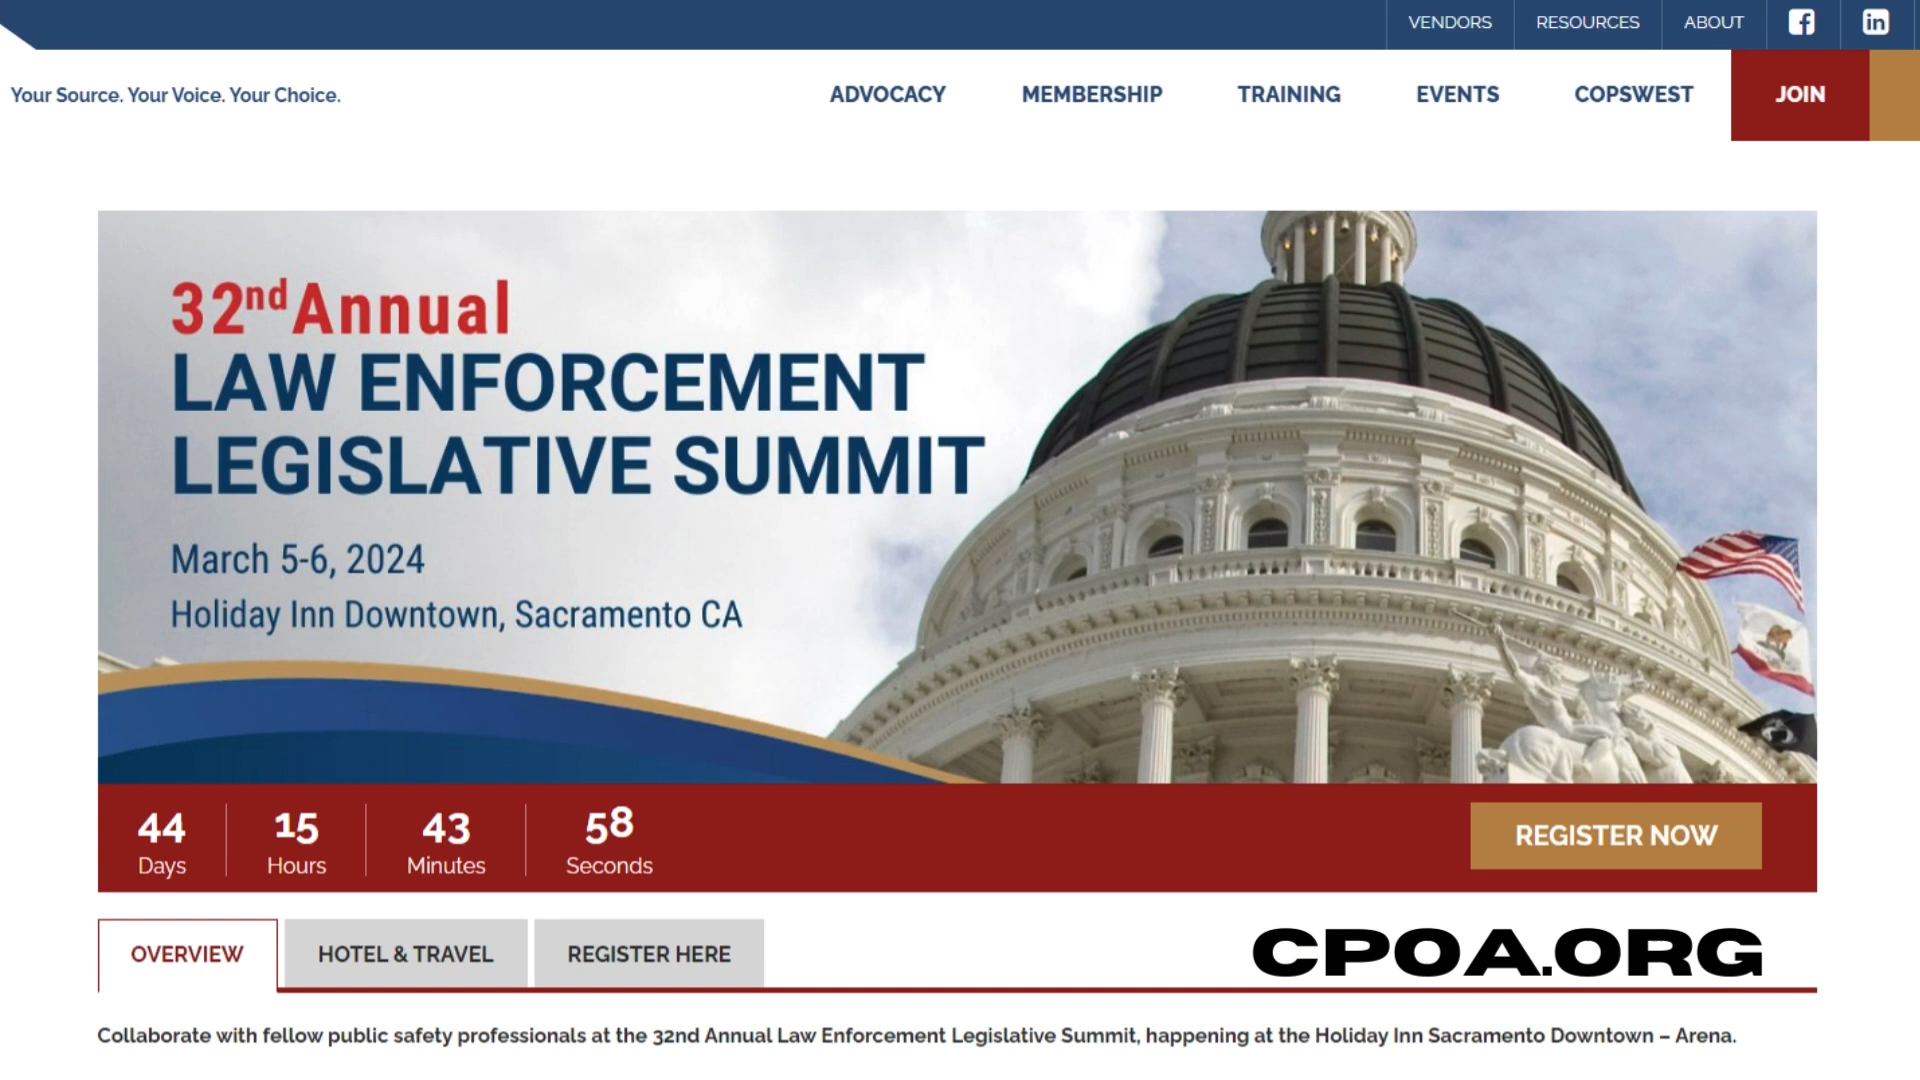 VENDORS RESOURCES ABOUT
Your Source. Your Voice. Your Choice.
ADVOCACY MEMBERSHIP TRAINING EVENTS COPSWEST JOIN
32nd Annual
LAW ENFORCEMENT
LEGISLATIVE SUMMIT
March 5-6, 2024
Holiday Inn Downtown, Sacramento CA
44 15 43 58
Days Hours Minutes Seconds
REGISTER NOW
OVERVIEW HOTEL & TRAVEL REGISTER HERE
CPOA.ORG
Collaborate with fellow public safety professionals at the 32nd Annual Law Enforcement Legislative Summit, happening at the Holiday Inn Sacramento Downtown – Arena.